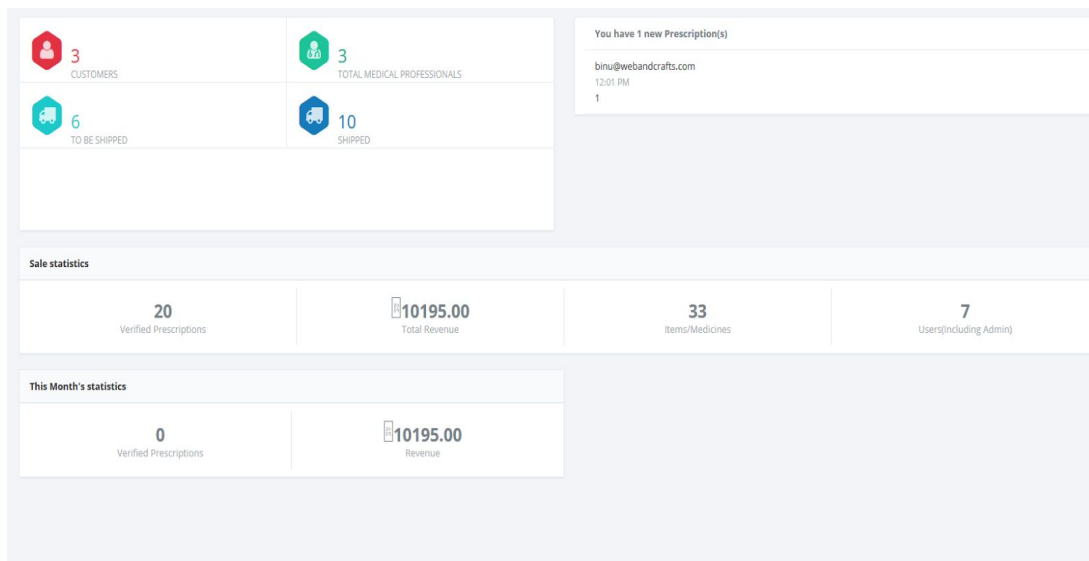 3
CUSTOMERS
3
TOTAL MEDICAL PROFESSIONALS
6
TO BE SHIPPED
10
SHIPPED
You have 1 new Prescription(s)
binu@webandcrafts.com
12:01 PM
1
Sale statistics
20
Verified Prescriptions
10195.00
Total Revenue
33
Items/Medicines
7
Users(Including Admin)
This Month's statistics
0
Verified Prescriptions
10195.00
Revenue